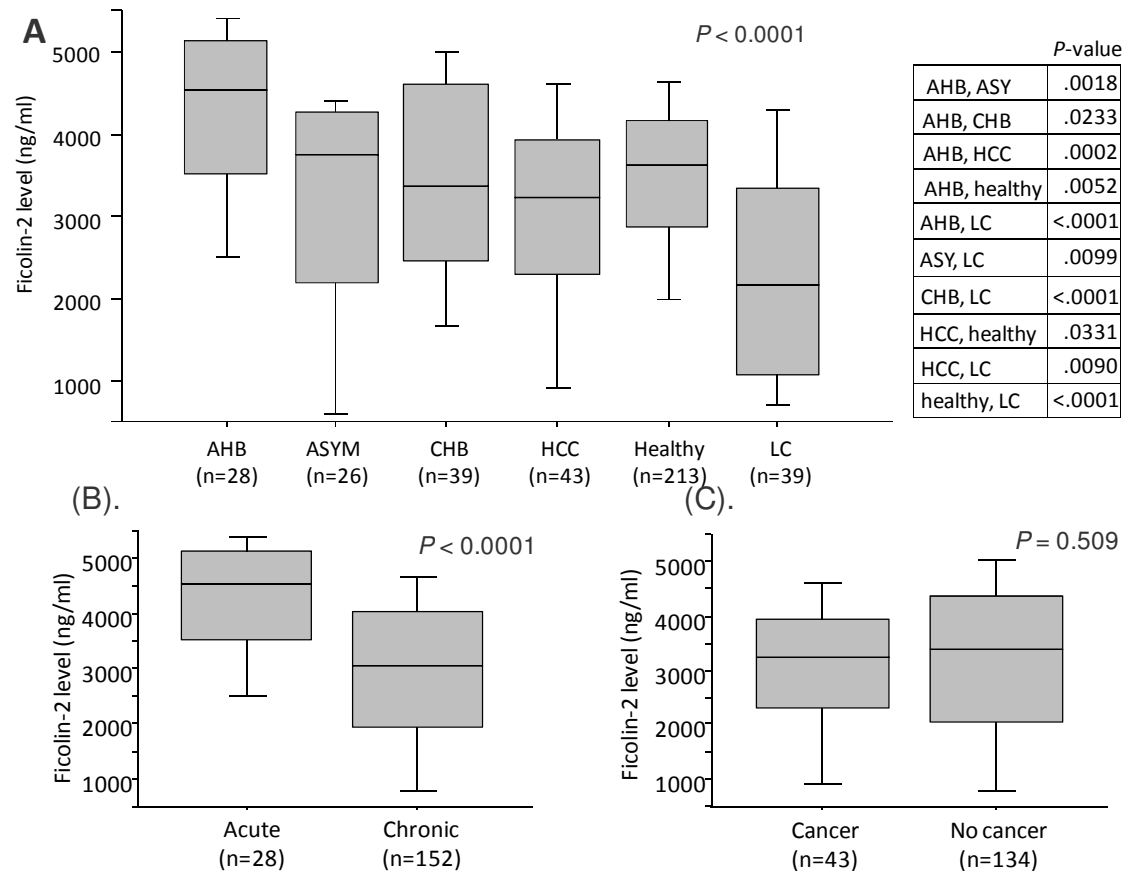 A
P < 0.0001
Ficolin-2 level (ng/ml)
5000
4000
3000
2000
1000
AHB ASYM CHB HCC Healthy LC
(n=28) (n=26) (n=39) (n=43) (n=213) (n=39)
P-value
AHB, ASY .0018
AHB, CHB .0233
AHB, HCC .0002
AHB, healthy .0052
AHB, LC <.0001
ASY, LC .0099
CHB, LC <.0001
HCC, healthy .0331
HCC, LC .0090
healthy, LC <.0001
(B).
P < 0.0001
Ficolin-2 level (ng/ml)
5000
4000
3000
2000
1000
Acute Chronic
(n=28) (n=152)
(C).
P = 0.509
Ficolin-2 level (ng/ml)
5000
4000
3000
2000
1000
Cancer No cancer
(n=43) (n=134)